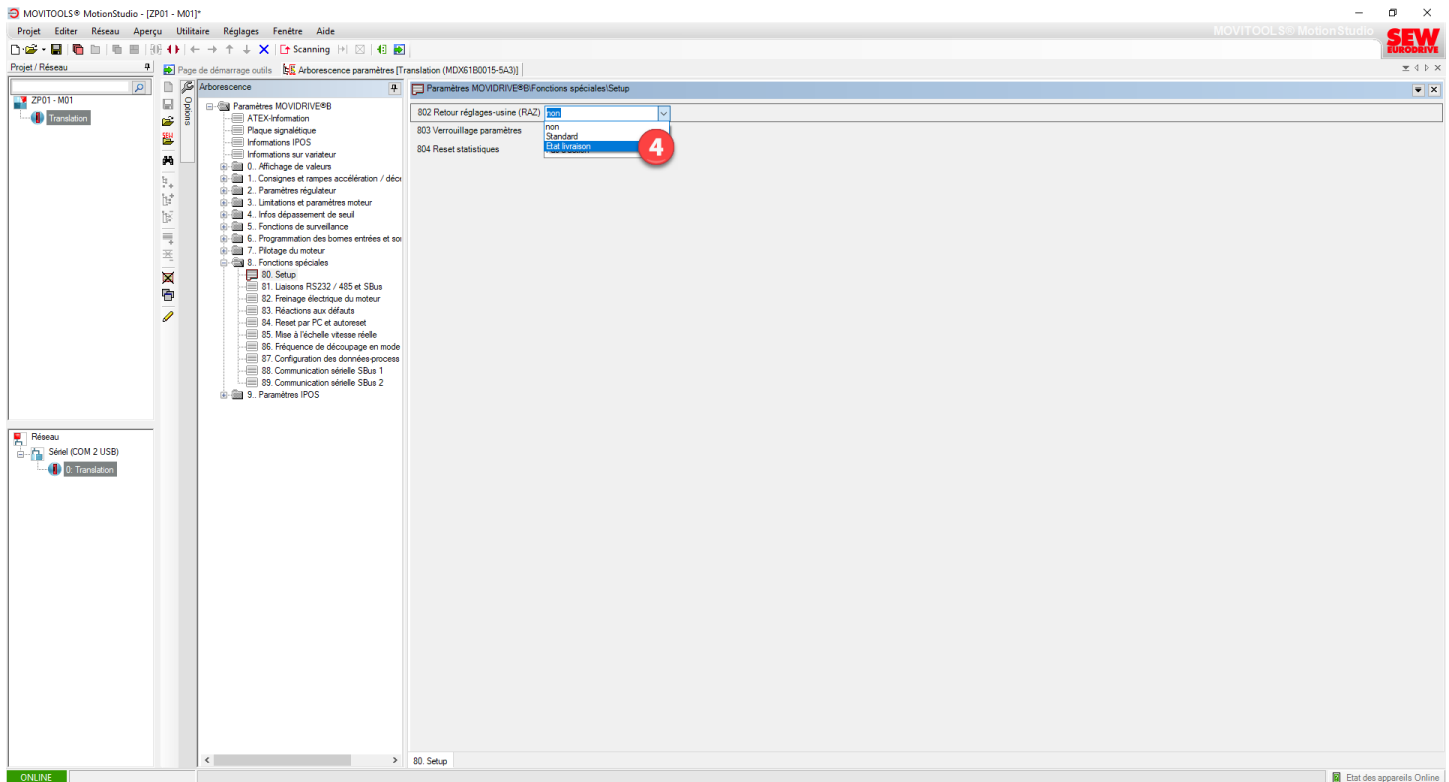 MOVITOOLS® MotionStudio - [ZP01 - M01]*
Projet Editer Réseau Aperçu Utilitaire Réglages Fenêtre Aide
MOVITOOLS® MotionStudio
SEW
EURODRIVE
Scanning
Projet / Réseau
Page de démarrage outils
Arborescence paramètres [Translation (MDX61B0015-5A3)]
ZP01 - M01
Translation
Options
Arborescence
Paramètres MOVIDRIVE®B
ATEX-Infomation
Plaque signalétique
Informations IPOS
Informations sur variateur
0.. Affichage de valeurs
1.. Consignes et rampes accélération / déce
2.. Paramètres régulateur
3.. Limitations et paramètres moteur
4.. Infos dépassement de seuil
5.. Fonctions de surveillance
6.. Programmation des bornes entrées et sor
7.. Pilotage du moteur
8.. Fonctions spéciales
80. Setup
81. Liaisons RS232 / 485 et SBus
82. Freinage électrique du moteur
83. Réactions aux défauts
84. Reset par PC et autoreset
85. Mise à l'échelle vitesse réelle
86. Fréquence de découpage en mode
87. Configuration des données-process
88. Communication sérielle SBus 1
89. Communication sérielle SBus 2
9.. Paramètres IPOS
Paramètres MOVIDRIVE®B\Fonctions spéciales\Setup
802 Retour réglages-usine (RAZ) non
803 Verrouillage paramètres
804 Reset statistiques
non
Standard
Etat livraison
4
Réseau
Sériel (COM 2 USB)
0: Translation
80. Setup
ONLINE
Etat des appareils Online